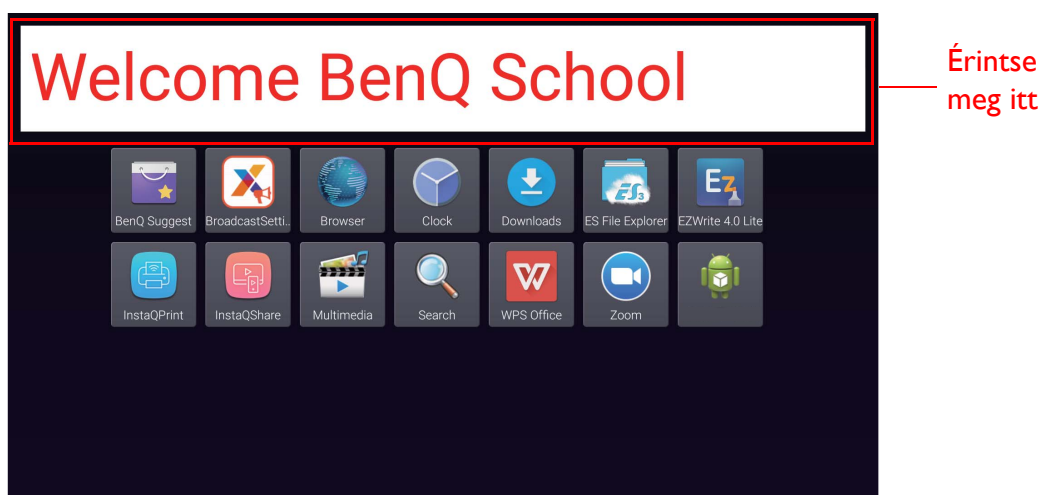 Welcome BenQ School
Érintse
meg itt
BenQ Suggest
BroadcastSetti..
Browser
Clock
Downloads
ES File Explorer
EZWrite 4.0 Lite
InstaQPrint
InstaQShare
Multimedia
Search
WPS Office
Zoom